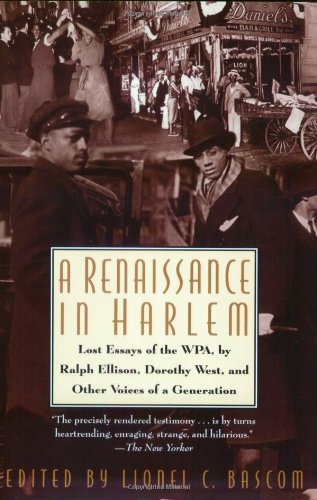 Daniel's
BAR & GRILL
A RENAISSANCE
IN HARLEM
Lost Essays of the WPA, by
Ralph Ellison, Dorothy West, and
Other Voices of a Generation
"The precisely rendered testimony . . . is by turns
heartrending, enraging, strange, and hilarious."
—The New Yorker
EDITED BY LIONEL C. BASCOM